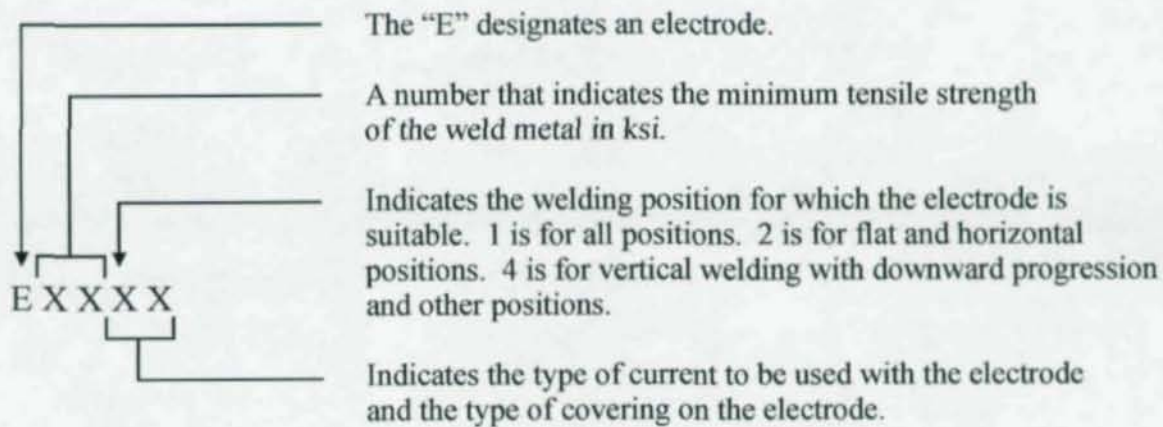 The “E” designates an electrode.
A number that indicates the minimum tensile strength
of the weld metal in ksi.
Indicates the welding position for which the electrode is
suitable. 1 is for all positions. 2 is for flat and horizontal
positions. 4 is for vertical welding with downward progression
and other positions.
E X X X X
Indicates the type of current to be used with the electrode
and the type of covering on the electrode.